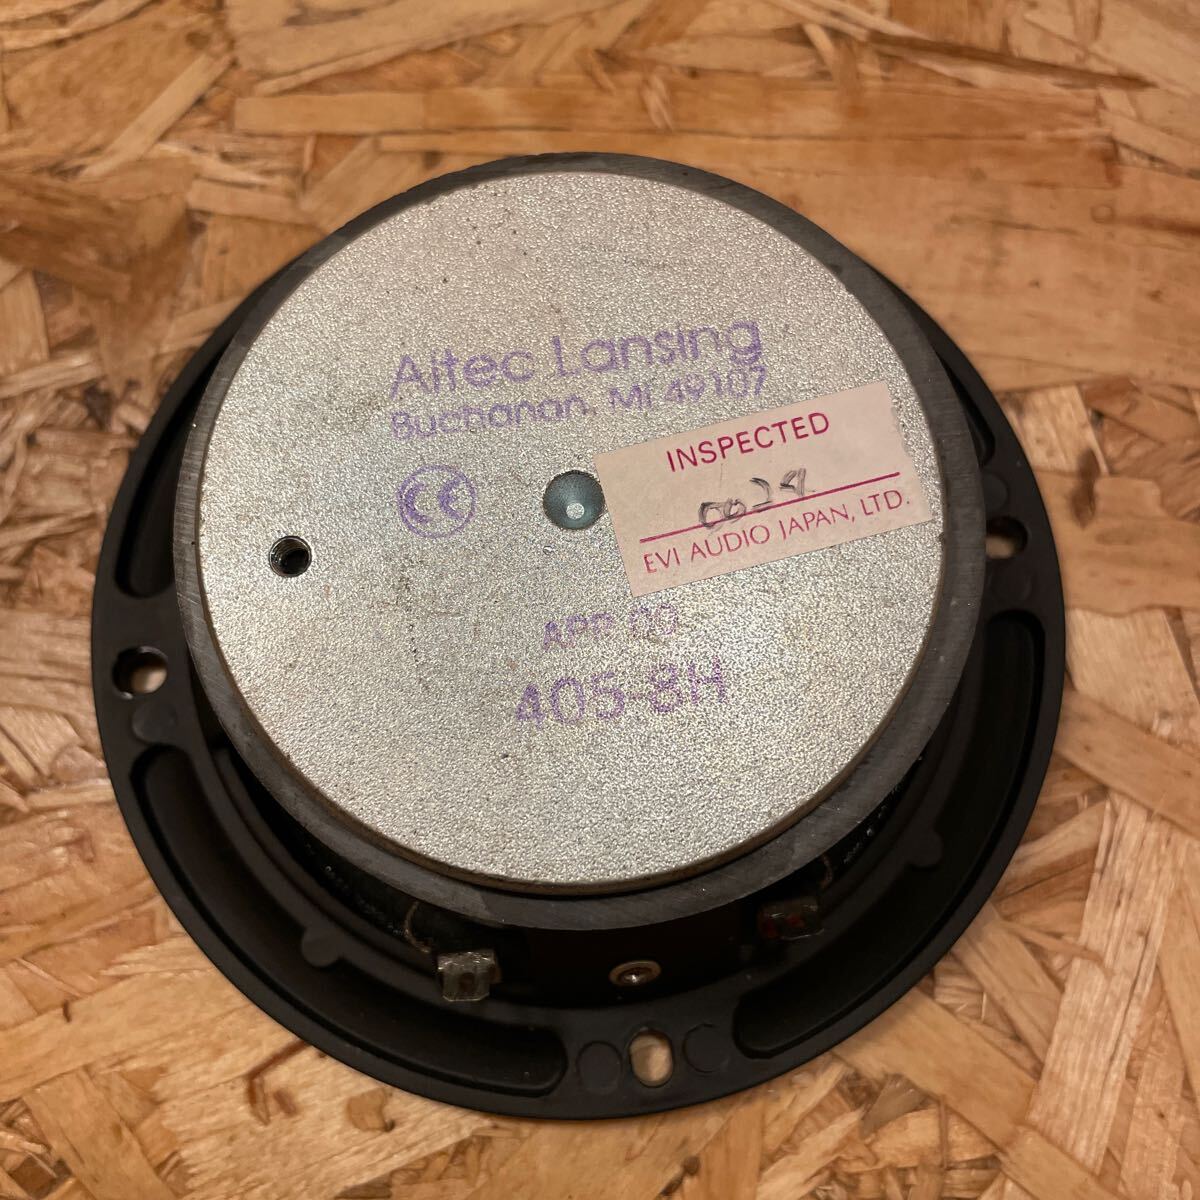 Altec Lansing
Buchanan, MI 49107
CE
INSPECTED
0029
EVI AUDIO JAPAN, LTD.
APR 00
405-8H